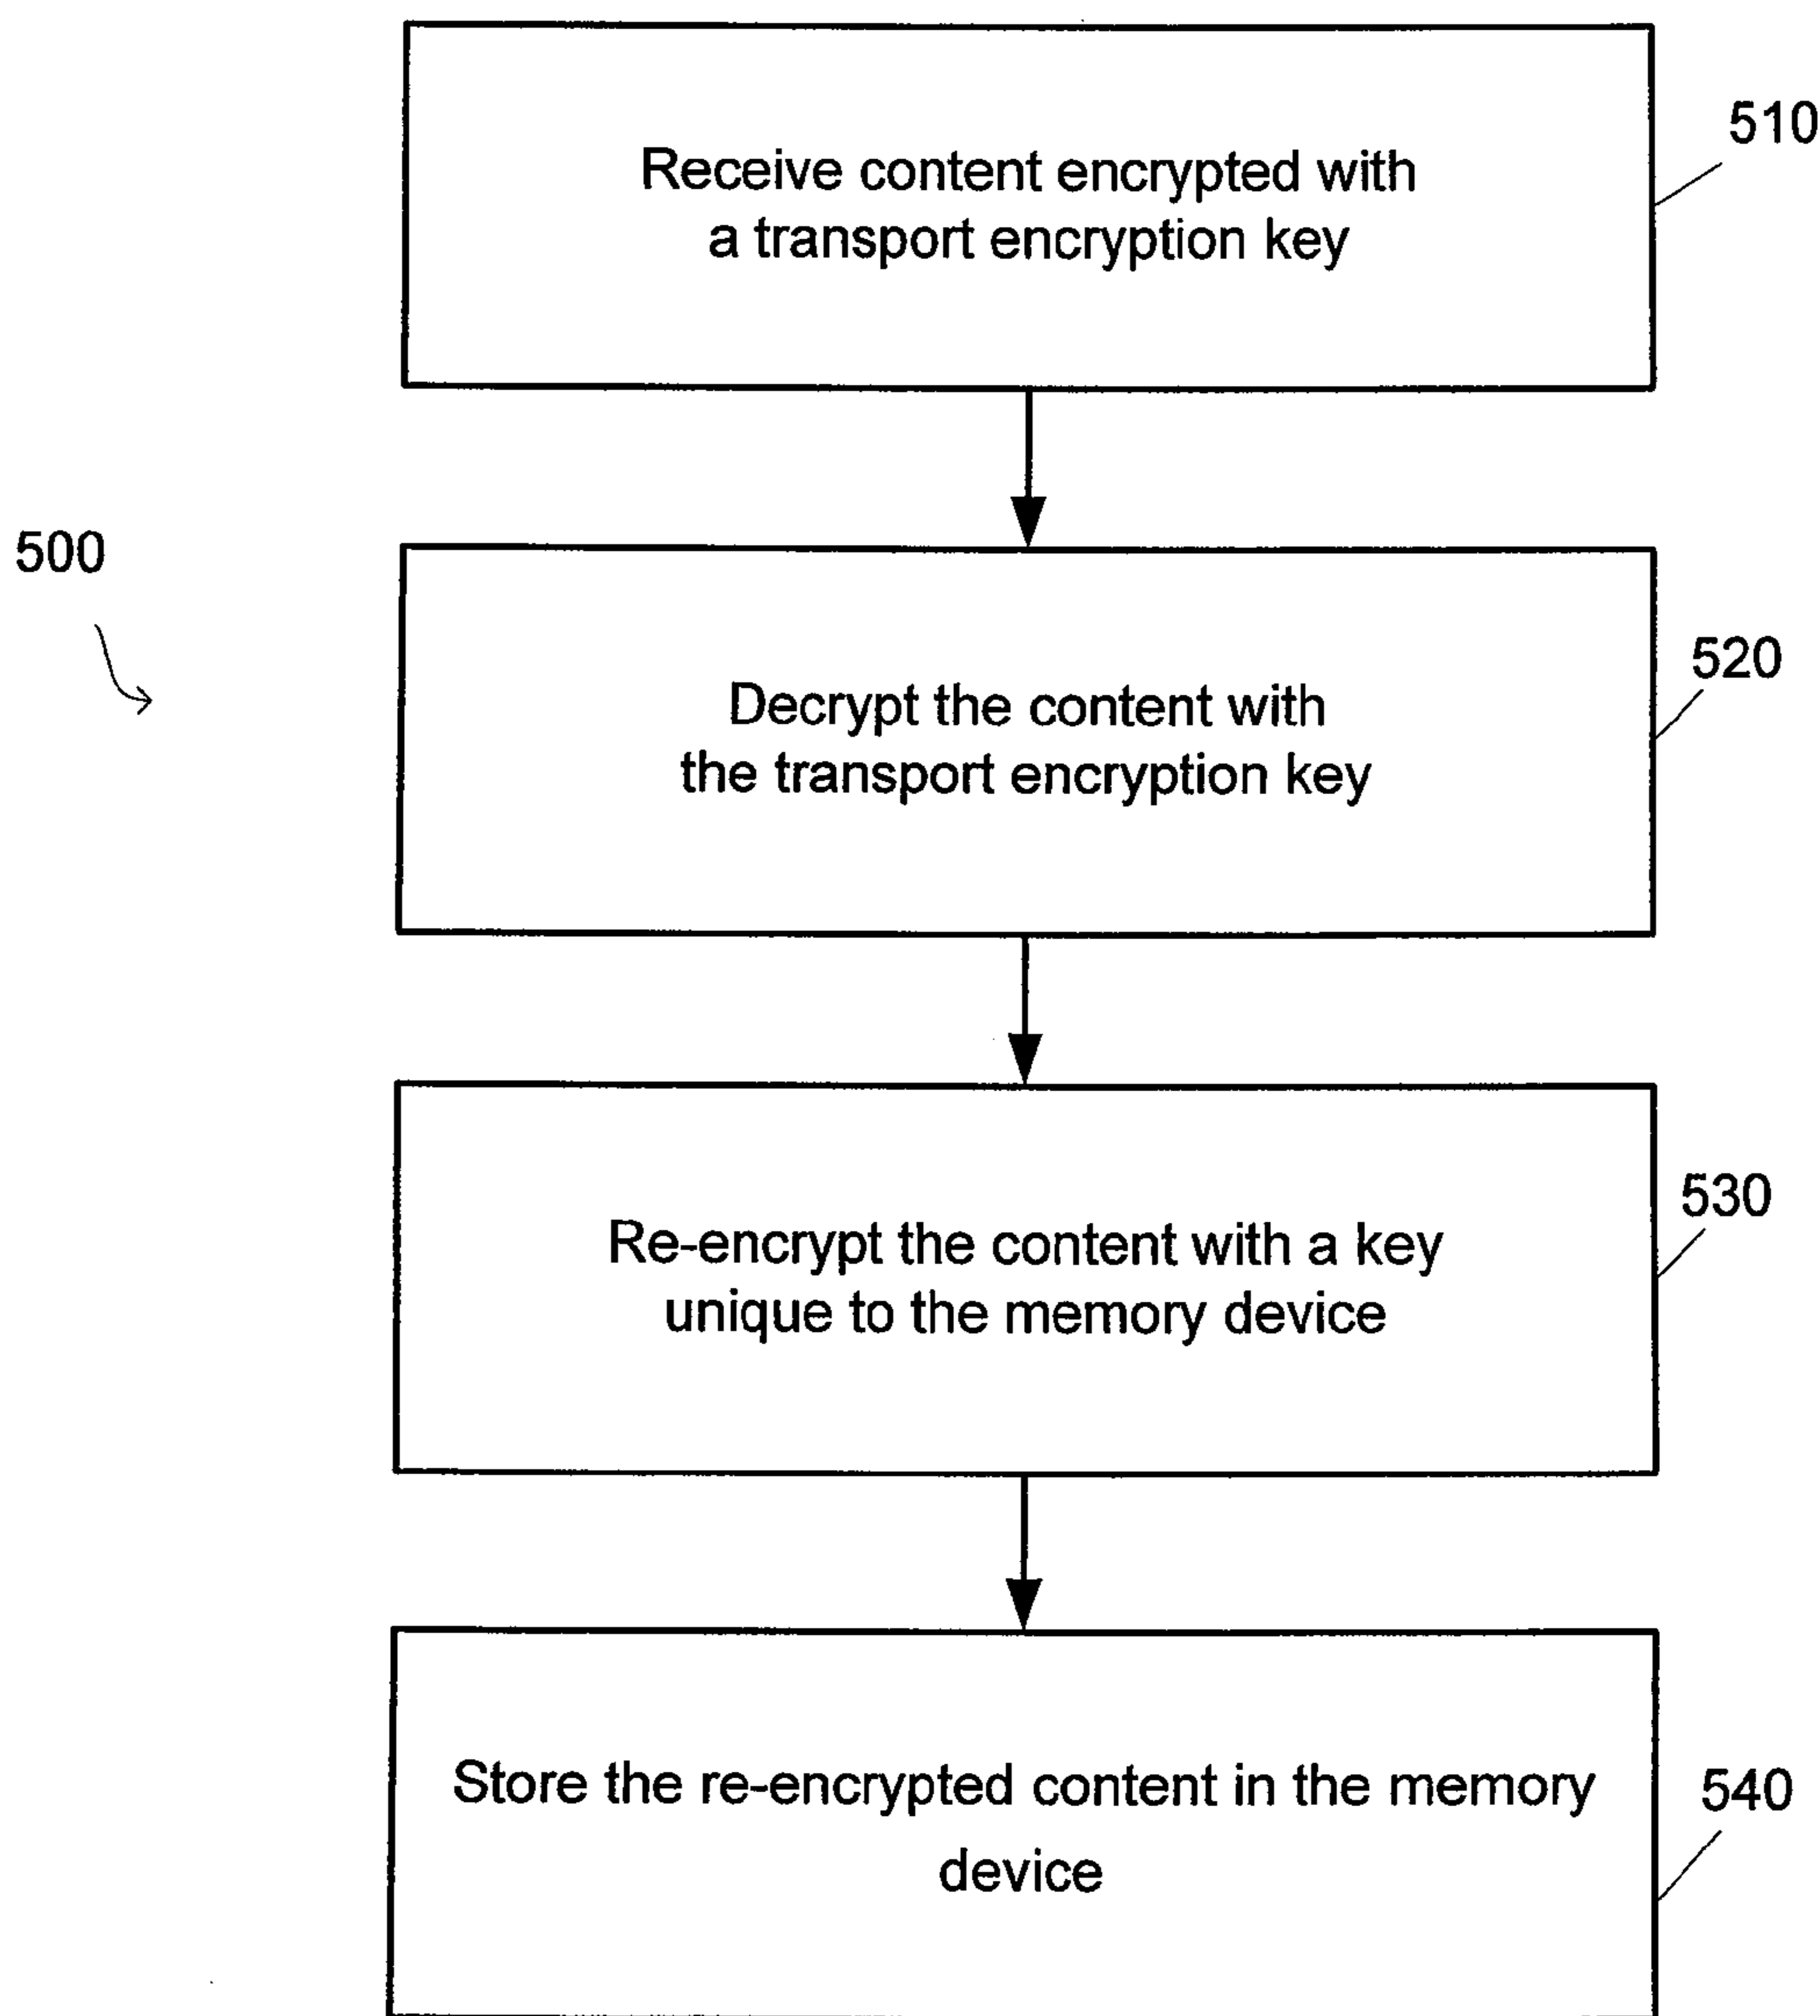 510
Receive content encrypted with
a transport encryption key
500
520
Decrypt the content with
the transport encryption key
530
Re-encrypt the content with a key
unique to the memory device
540
Store the re-encrypted content in the memory
device